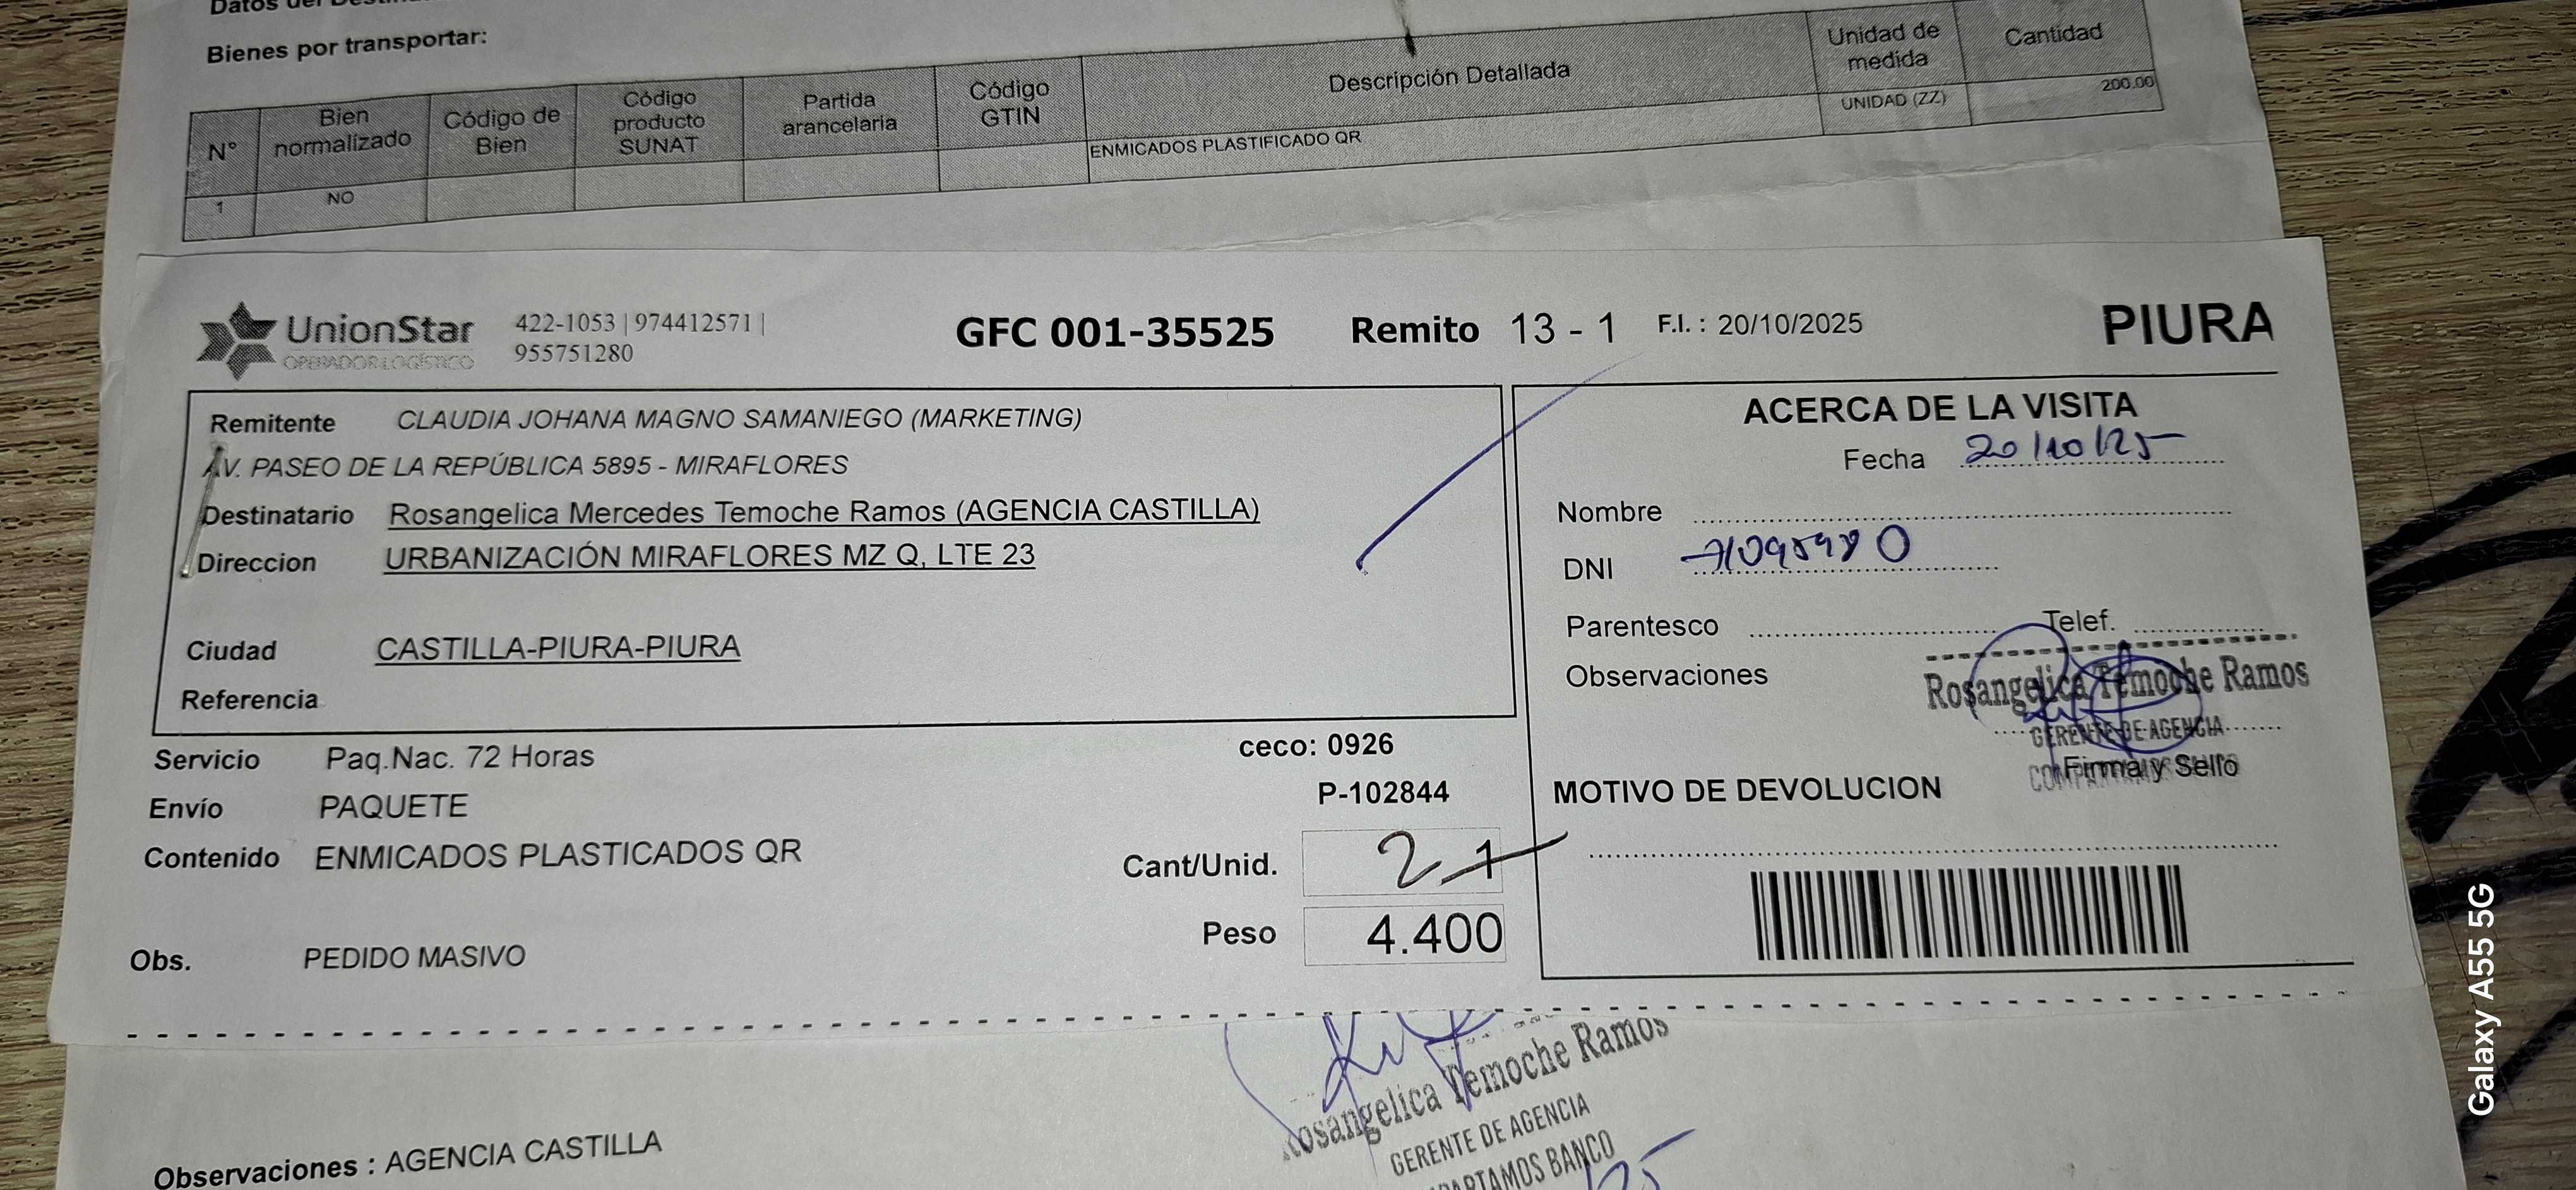 Bienes por transportar:
N° Bien normalizado Código de Bien Código producto SUNAT Partida arancelaria Código GTIN Descripción Detallada Unidad de medida Cantidad
1 NO ENMICADOS PLASTIFICADO QR UNIDAD (ZZ) 200.00
UnionStar
OPERADOR LOGÍSTICO
422-1053 | 974412571 |
955751280
GFC 001-35525 Remito 13 - 1 F.I. : 20/10/2025 PIURA
Remitente CLAUDIA JOHANA MAGNO SAMANIEGO (MARKETING)
AV. PASEO DE LA REPÚBLICA 5895 - MIRAFLORES
Destinatario Rosangelica Mercedes Temoche Ramos (AGENCIA CASTILLA)
Direccion URBANIZACIÓN MIRAFLORES MZ Q, LTE 23
Ciudad CASTILLA-PIURA-PIURA
Referencia
ACERCA DE LA VISITA
Fecha 20/10/25
Nombre
DNI
Parentesco Telef.
Observaciones
Rosangelica Temoche Ramos
GERENTE DE AGENCIA
Firma y Sello
MOTIVO DE DEVOLUCION
Servicio Paq.Nac. 72 Horas
ceco: 0926
Envío PAQUETE
P-102844
Contenido ENMICADOS PLASTICADOS QR
Cant/Unid. 2 1
Peso 4.400
Obs. PEDIDO MASIVO
Rosangelica Temoche Ramos
GERENTE DE AGENCIA
BANCO
Observaciones : AGENCIA CASTILLA
Galaxy A55 5G